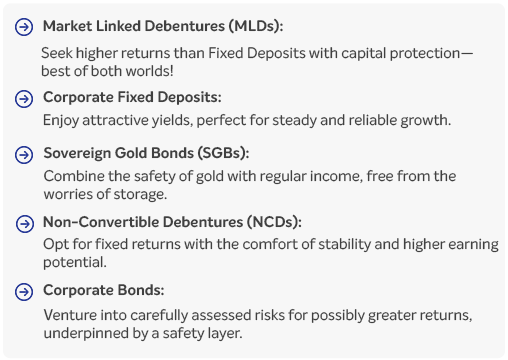 Market Linked Debentures (MLDs):
Seek higher returns than Fixed Deposits with capital protection—
best of both worlds!
Corporate Fixed Deposits:
Enjoy attractive yields, perfect for steady and reliable growth.
Sovereign Gold Bonds (SGBs):
Combine the safety of gold with regular income, free from the
worries of storage.
Non-Convertible Debentures (NCDs):
Opt for fixed returns with the comfort of stability and higher earning
potential.
Corporate Bonds:
Venture into carefully assessed risks for possibly greater returns,
underpinned by a safety layer.